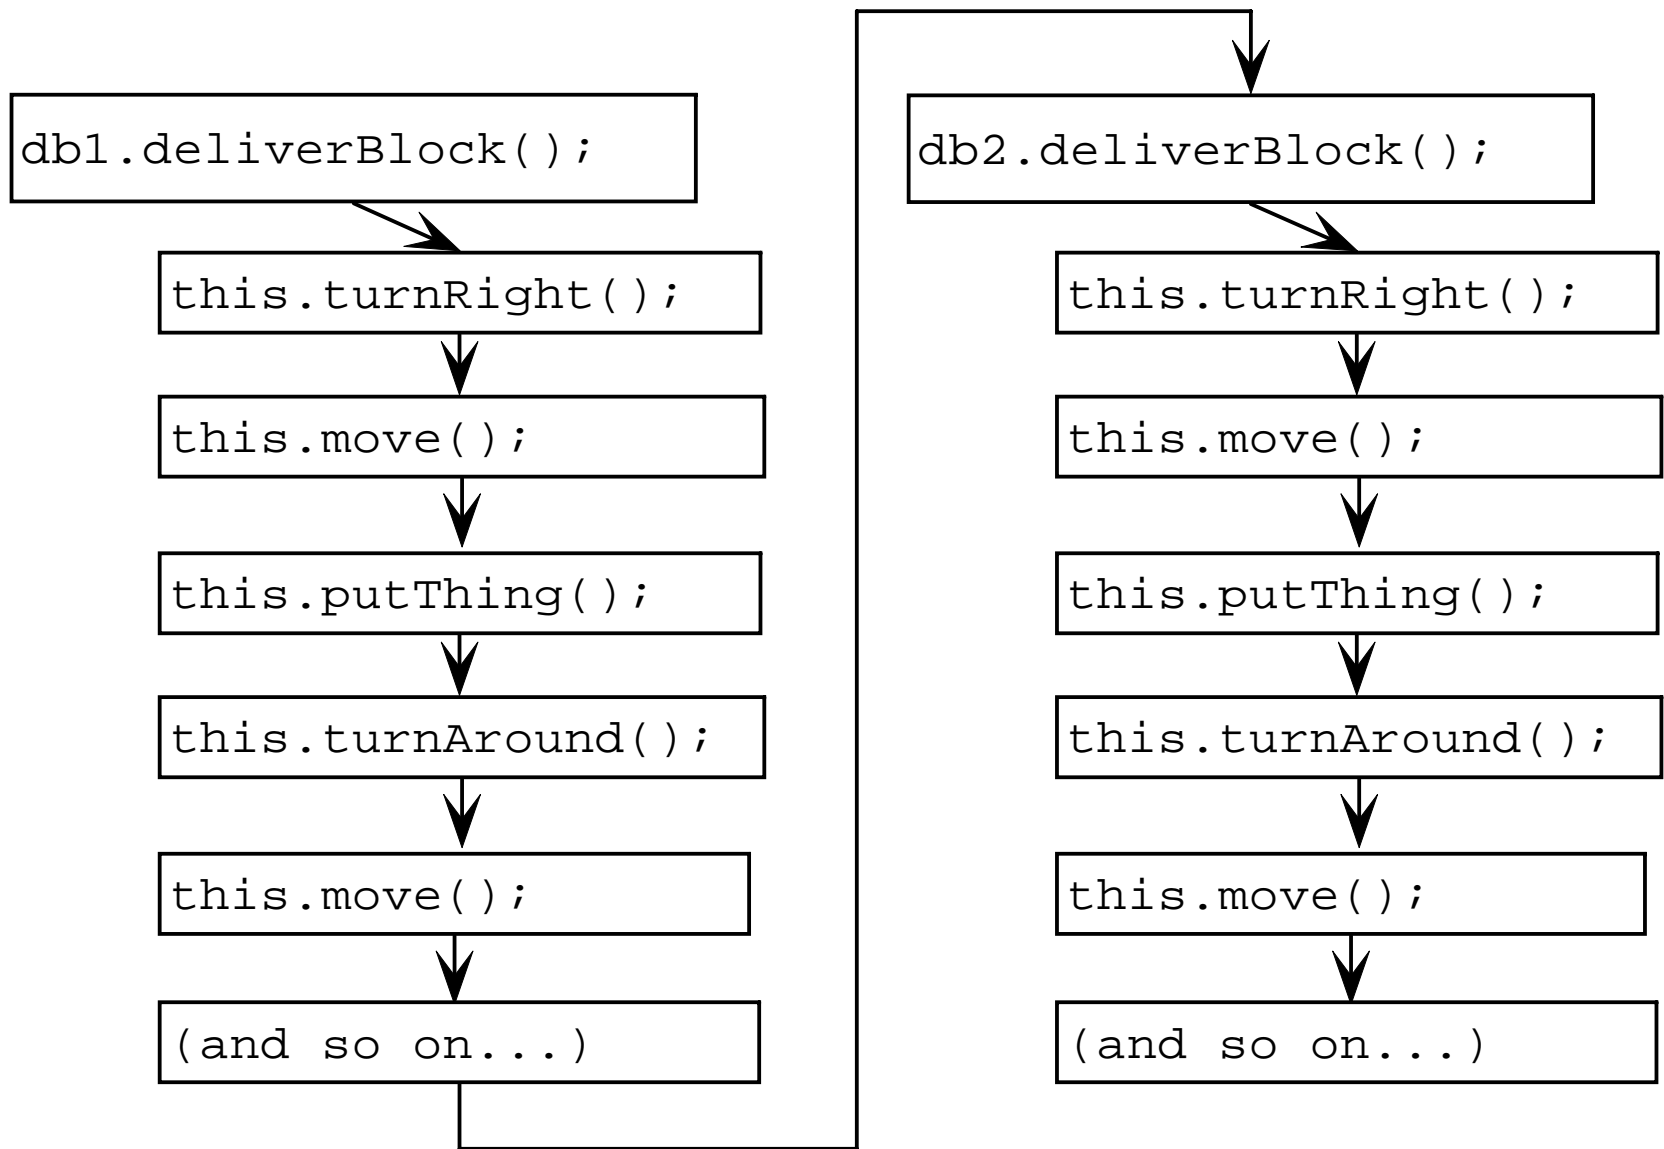 db1.deliverBlock();
this.turnRight();
this.move();
this.putThing();
this.turnAround();
this.move();
(and so on...)
db2.deliverBlock();
this.turnRight();
this.move();
this.putThing();
this.turnAround();
this.move();
(and so on...)